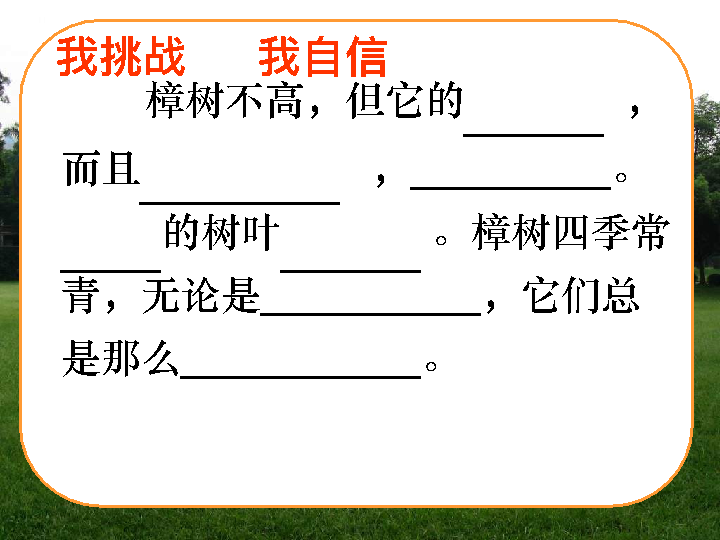 我挑战 我自信
樟树不高，但它的_______，
而且__________，__________。
_____的树叶_______。樟树四季常
青，无论是___________，它们总
是那么____________。